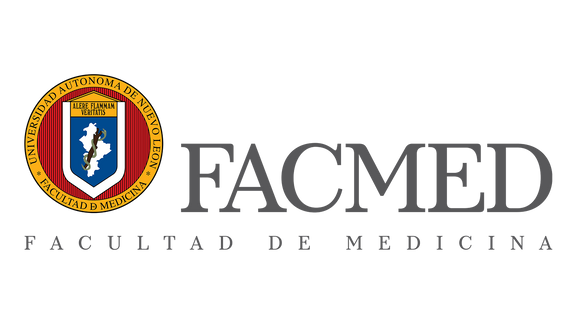 UNIVERSIDAD AUTONOMA DE NUEVO LEON
ALERE FLAMMAM
VERITATIS
* FACULTAD DE MEDICINA *
FACMED
FACULTAD DE MEDICINA